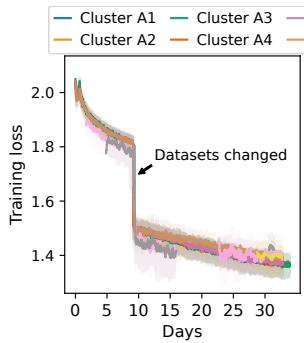 Cluster A1
Cluster A3
Cluster A2
Cluster A4
2.0
1.8
1.6
1.4
Training loss
Datasets changed
0 5 10 15 20 25 30
Days